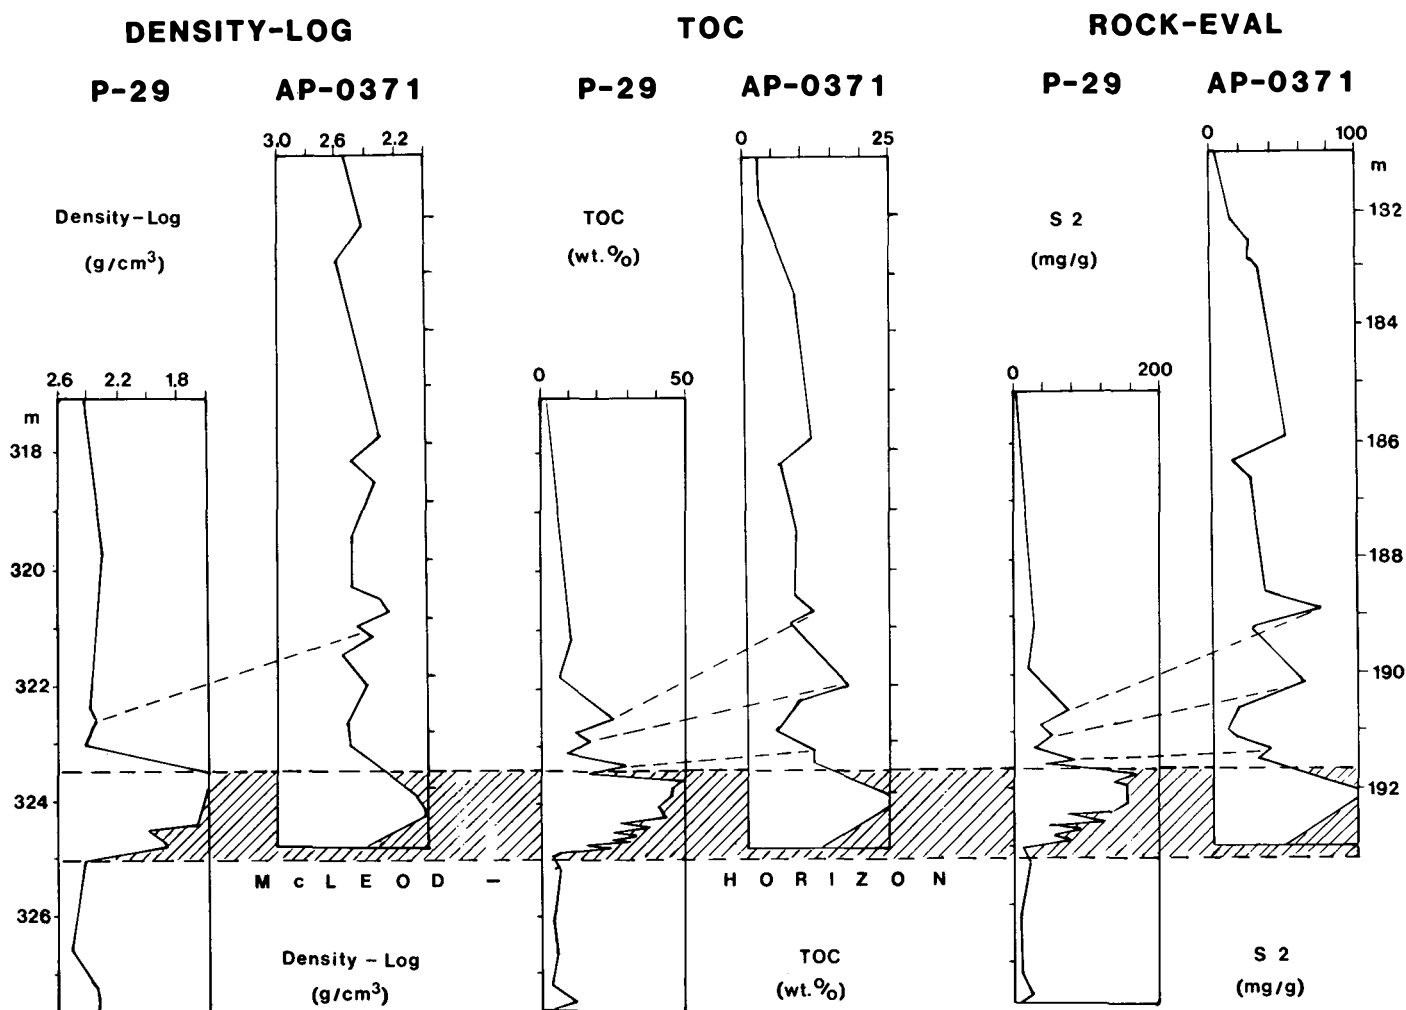 DENSITY-LOG TOC ROCK-EVAL
P-29 AP-0371 P-29 AP-0371 P-29 AP-0371
3.0 2.6 2.2
0 25
0 100
m
Density-Log
(g/cm³)
TOC
(wt.%)
S 2
(mg/g)
132
184
186
188
190
192
2.6 2.2 1.8
0 50
0 200
m
318
320
322
324
326
McLEOD - HORIZON
Density - Log
(g/cm³)
TOC
(wt.%)
S 2
(mg/g)